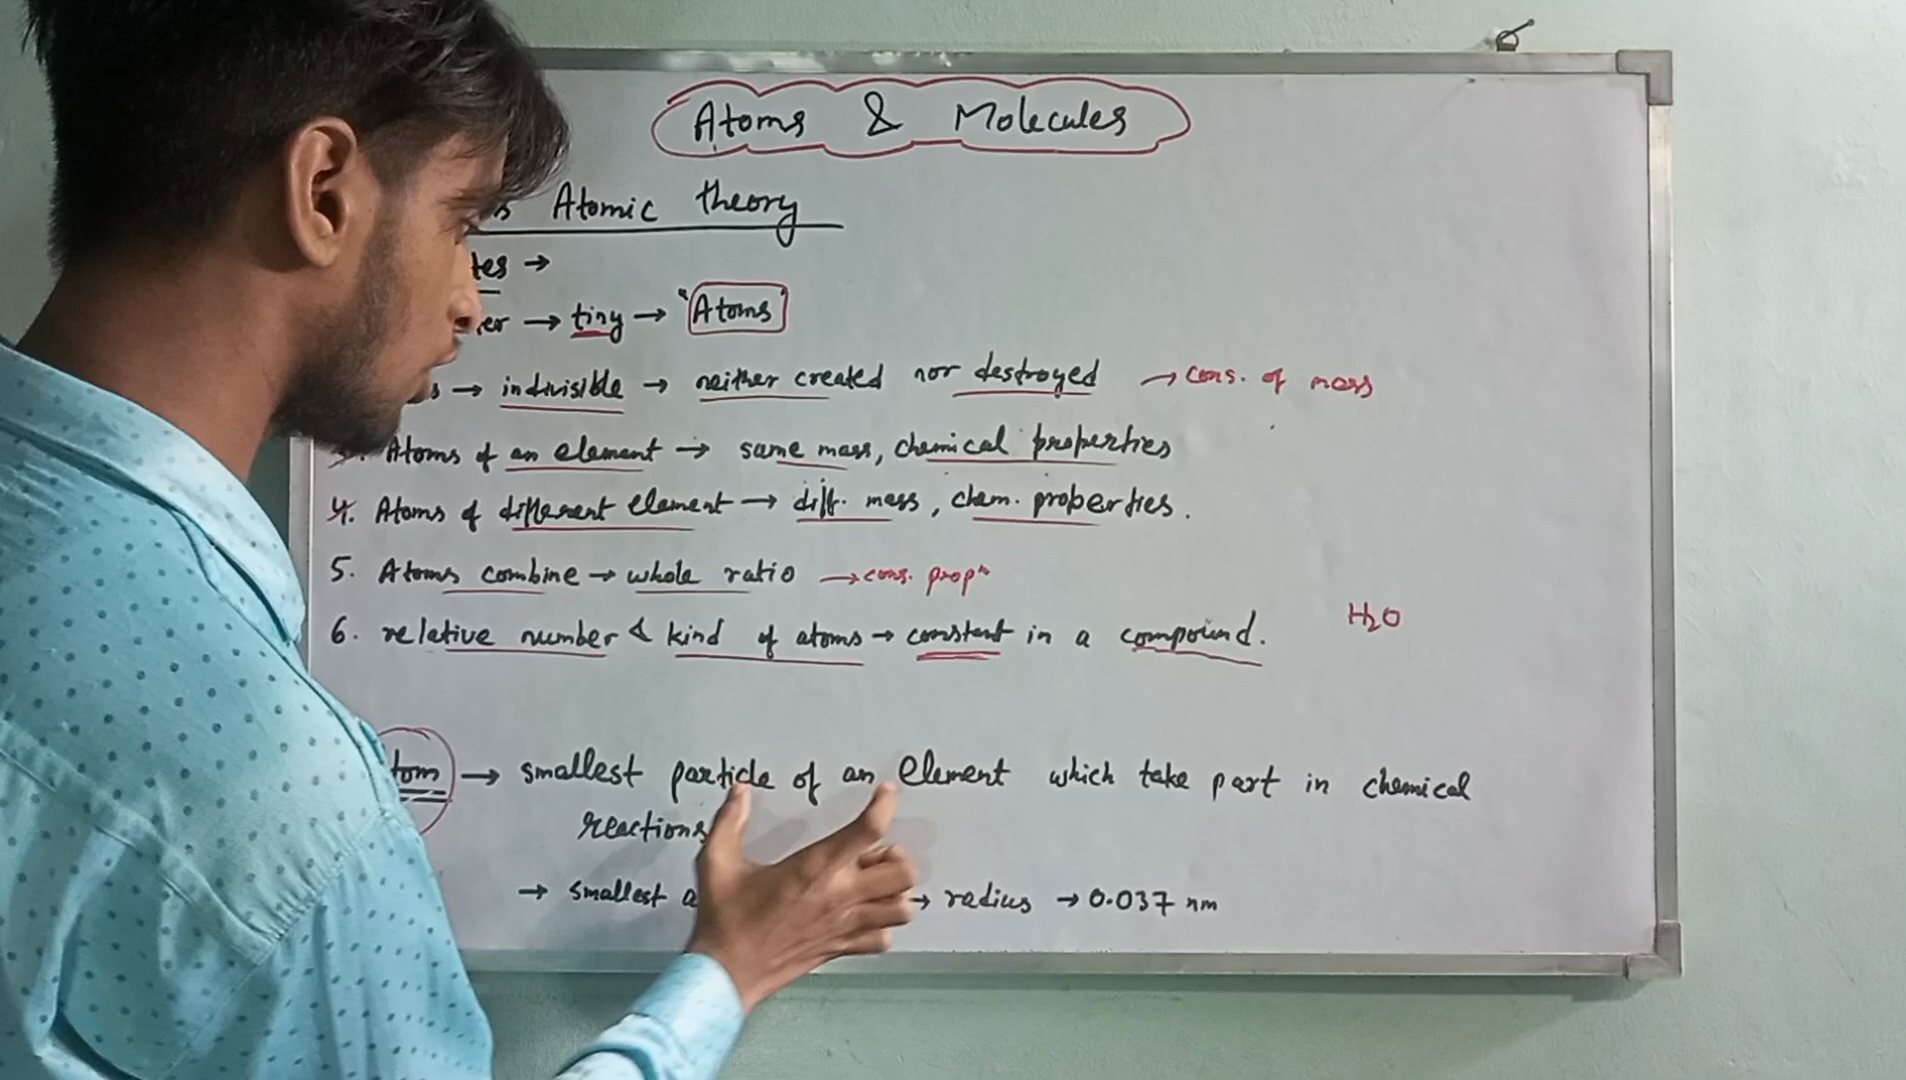 Atoms & Molecules
Atomic theory
→
→ tiny → "Atoms"
→ indivisible → neither created nor destroyed → cons. of mass
3. Atoms of an element → same mass, chemical properties
4. Atoms of different element → diff. mass, chem. properties.
5. Atoms combine → whole ratio → cons. propⁿ
6. relative number & kind of atoms → constant in a compound.
H₂O
→ smallest particle of an element which take part in chemical
reactions
→ smallest → radius → 0.037 nm